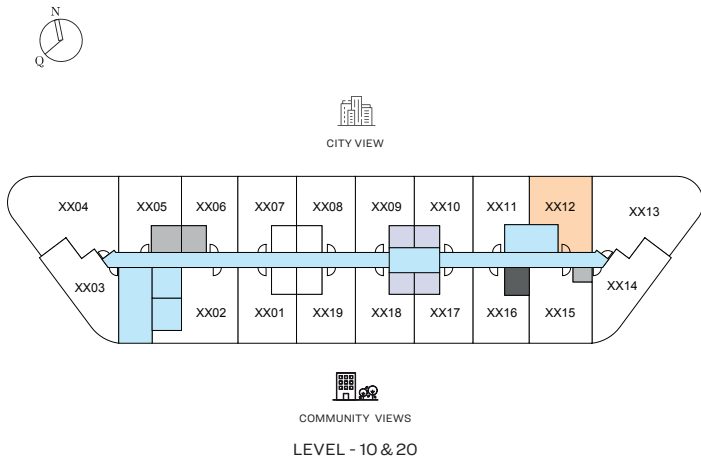 N
Q
CITY VIEW
XX04 XX05 XX06 XX07 XX08 XX09 XX10 XX11 XX12 XX13
XX03 XX14
XX02 XX01 XX19 XX18 XX17 XX16 XX15
COMMUNITY VIEWS
LEVEL - 10 & 20